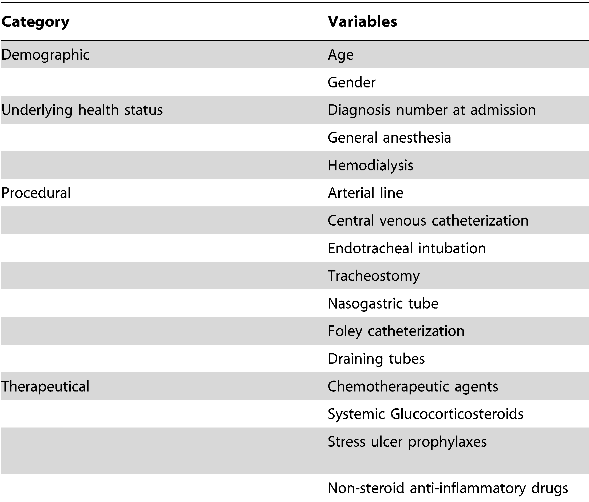 Category Variables
Demographic Age
Gender
Underlying health status Diagnosis number at admission
General anesthesia
Hemodialysis
Procedural Arterial line
Central venous catheterization
Endotracheal intubation
Tracheostomy
Nasogastric tube
Foley catheterization
Draining tubes
Therapeutical Chemotherapeutic agents
Systemic Glucocorticosteroids
Stress ulcer prophylaxes
Non-steroid anti-inflammatory drugs